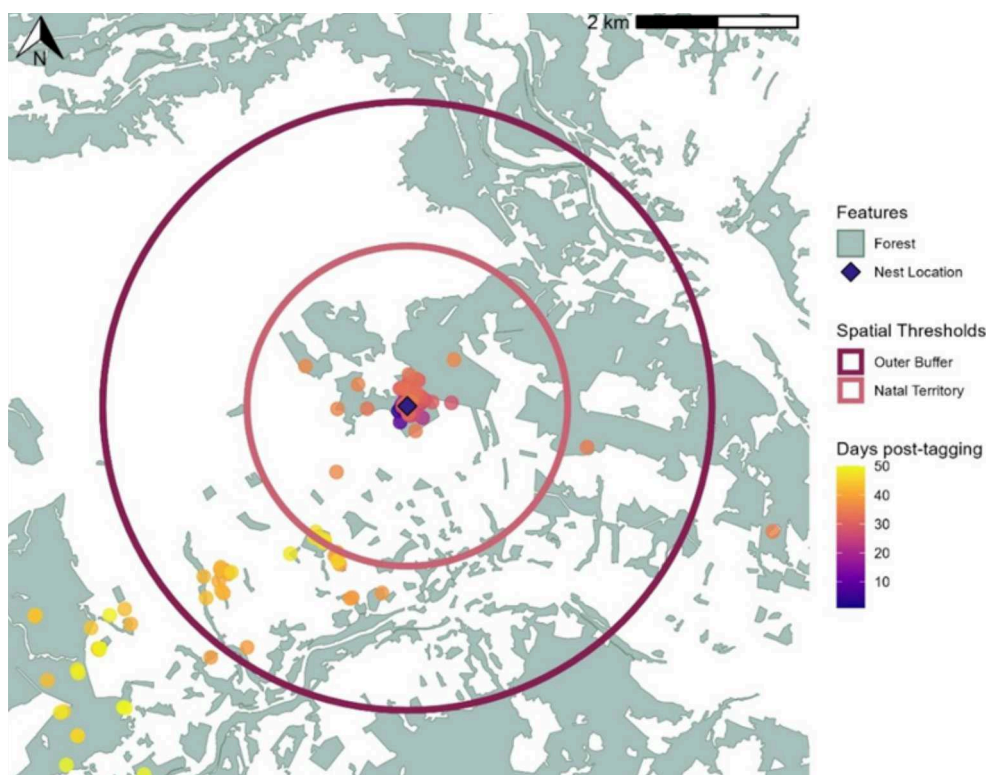 2 km
N
Features
Forest
Nest Location
Spatial Thresholds
Outer Buffer
Natal Territory
Days post-tagging
50
40
30
20
10